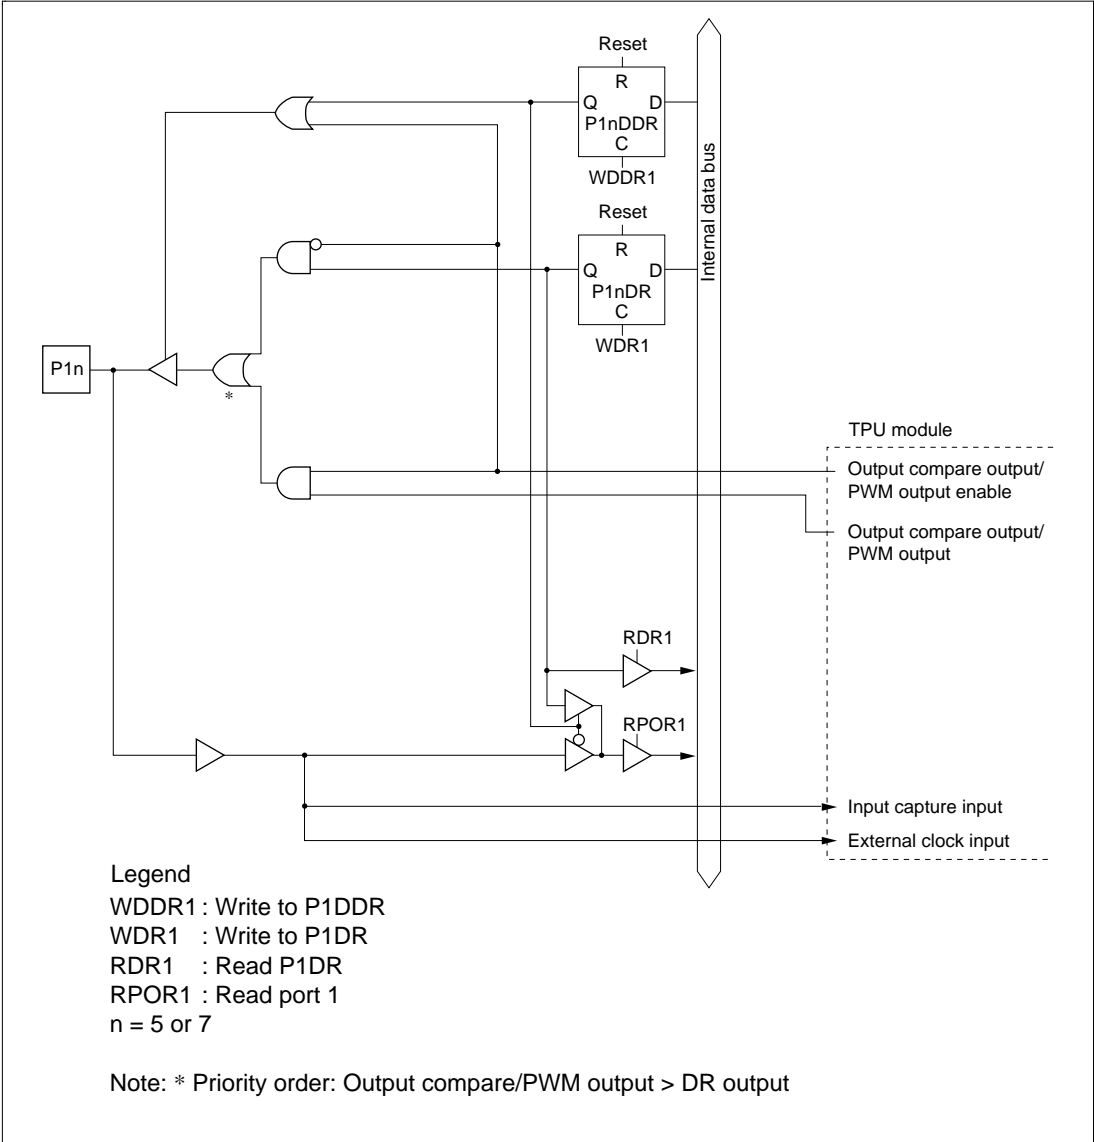 Reset
R
Q D
P1nDDR
C
WDDR1
Internal data bus
Reset
R
Q D
P1nDR
C
WDR1
P1n
*
TPU module
Output compare output/
PWM output enable
Output compare output/
PWM output
RDR1
RPOR1
Input capture input
External clock input
Legend
WDDR1 : Write to P1DDR
WDR1 : Write to P1DR
RDR1 : Read P1DR
RPOR1 : Read port 1
n = 5 or 7
Note: * Priority order: Output compare/PWM output > DR output